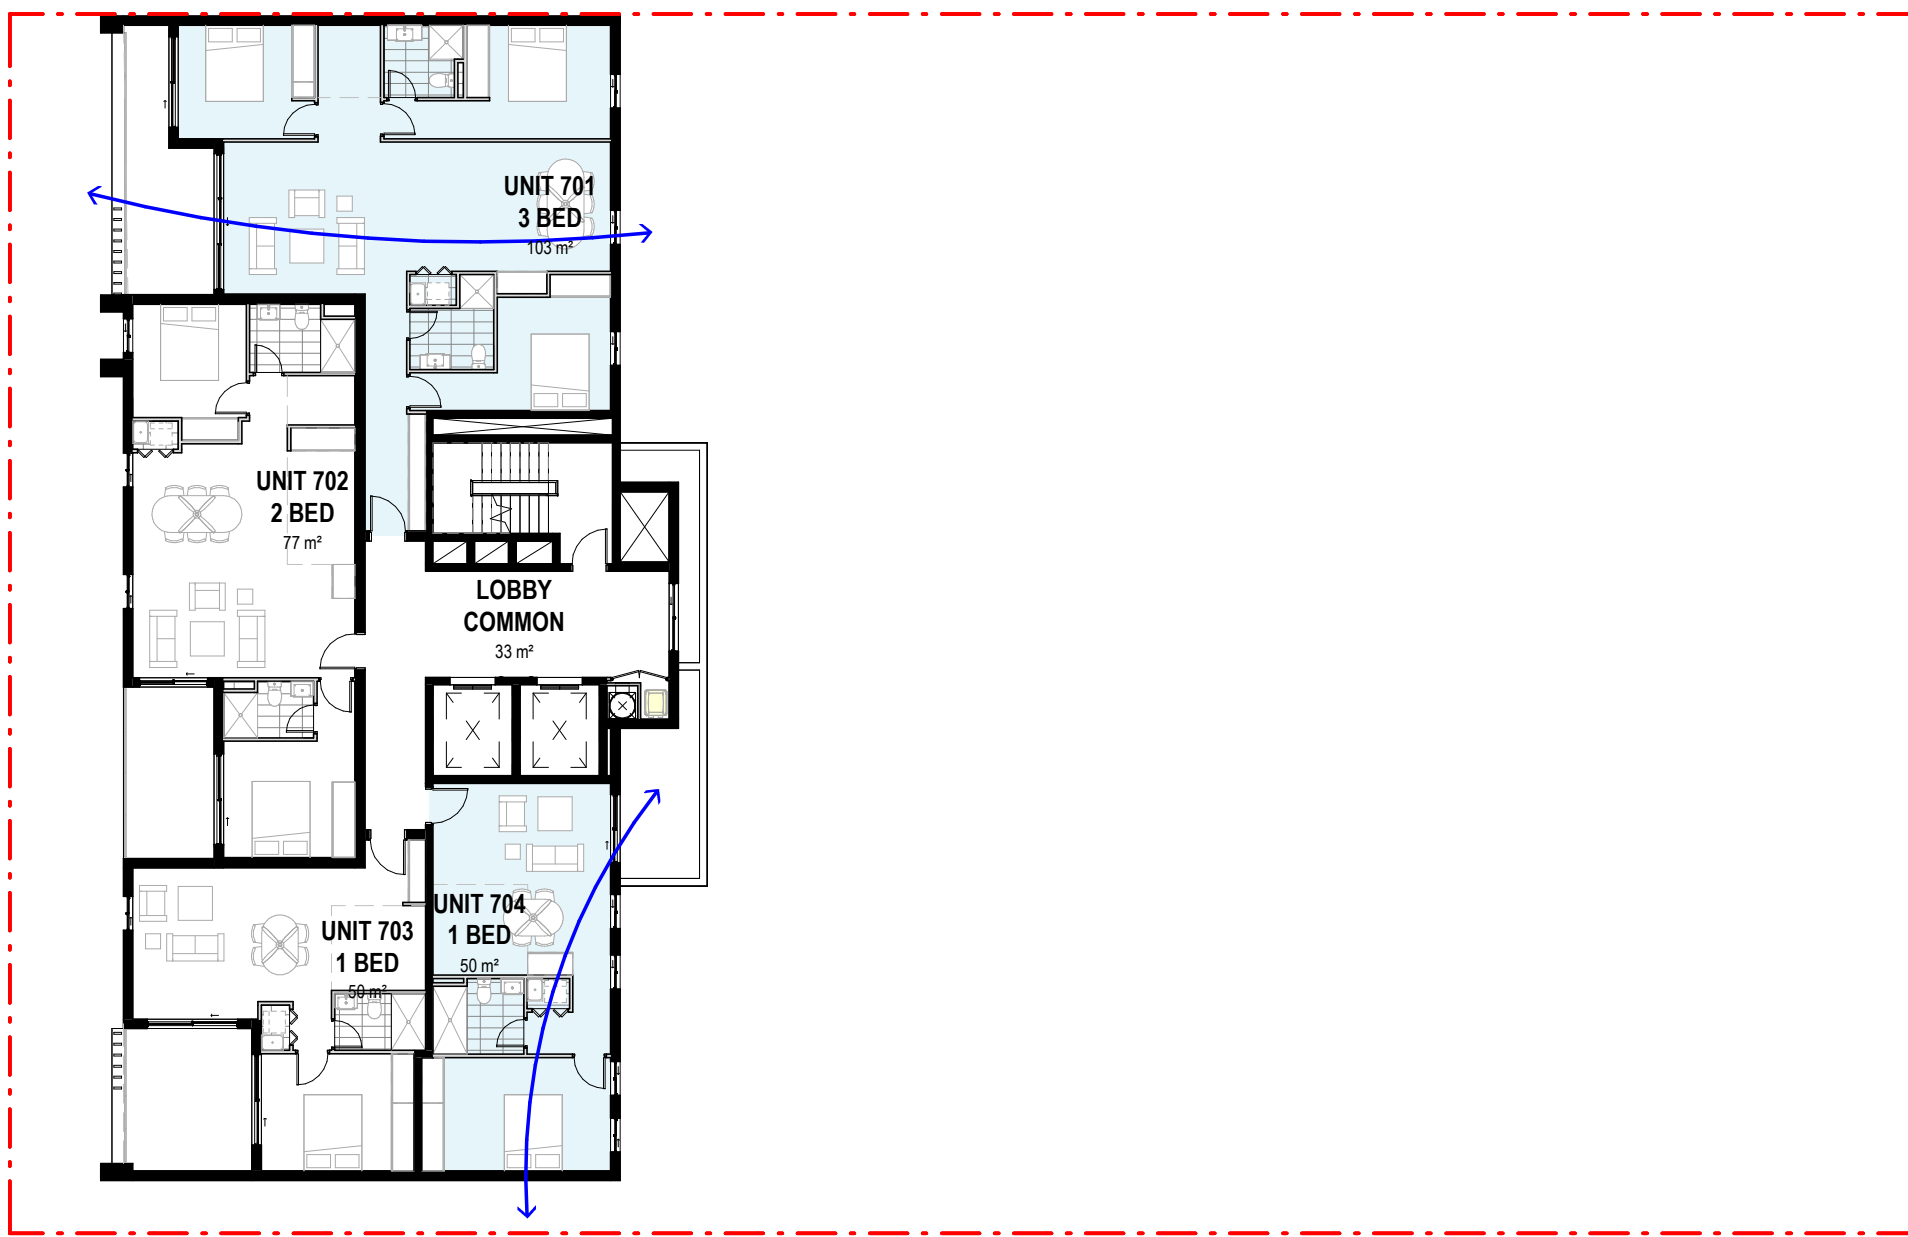 UNIT 701
3 BED
103 m²
UNIT 702
2 BED
77 m²
LOBBY
COMMON
33 m²
UNIT 703
1 BED
50 m²
UNIT 704
1 BED
50 m²